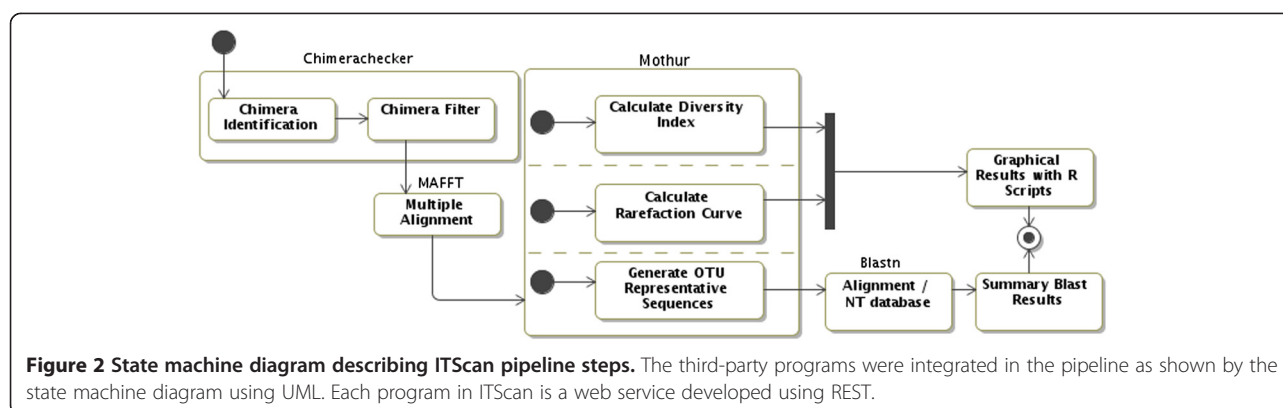 Chimerachecker
Chimera
Identification
Chimera Filter
MAFFT
Multiple
Alignment
Mothur
Calculate Diversity
Index
Calculate
Rarefaction Curve
Generate OTU
Representative
Sequences
Blastn
Alignment /
NT database
Summary Blast
Results
Graphical
Results with R
Scripts
Figure 2 State machine diagram describing ITScan pipeline steps. The third-party programs were integrated in the pipeline as shown by the
state machine diagram using UML. Each program in ITScan is a web service developed using REST.